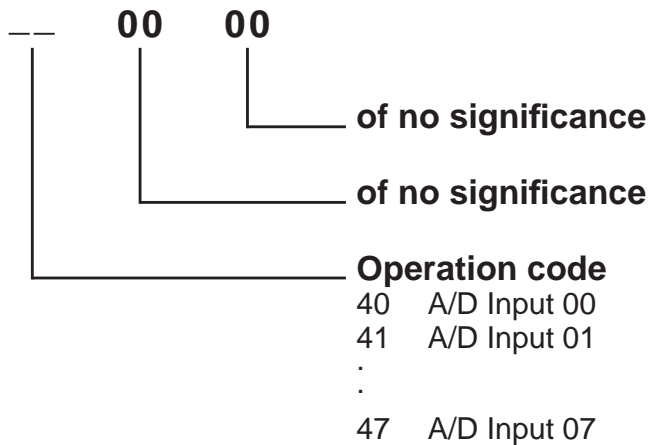 __ 00 00
of no significance
of no significance
Operation code
40 A/D Input 00
41 A/D Input 01
.
.
47 A/D Input 07